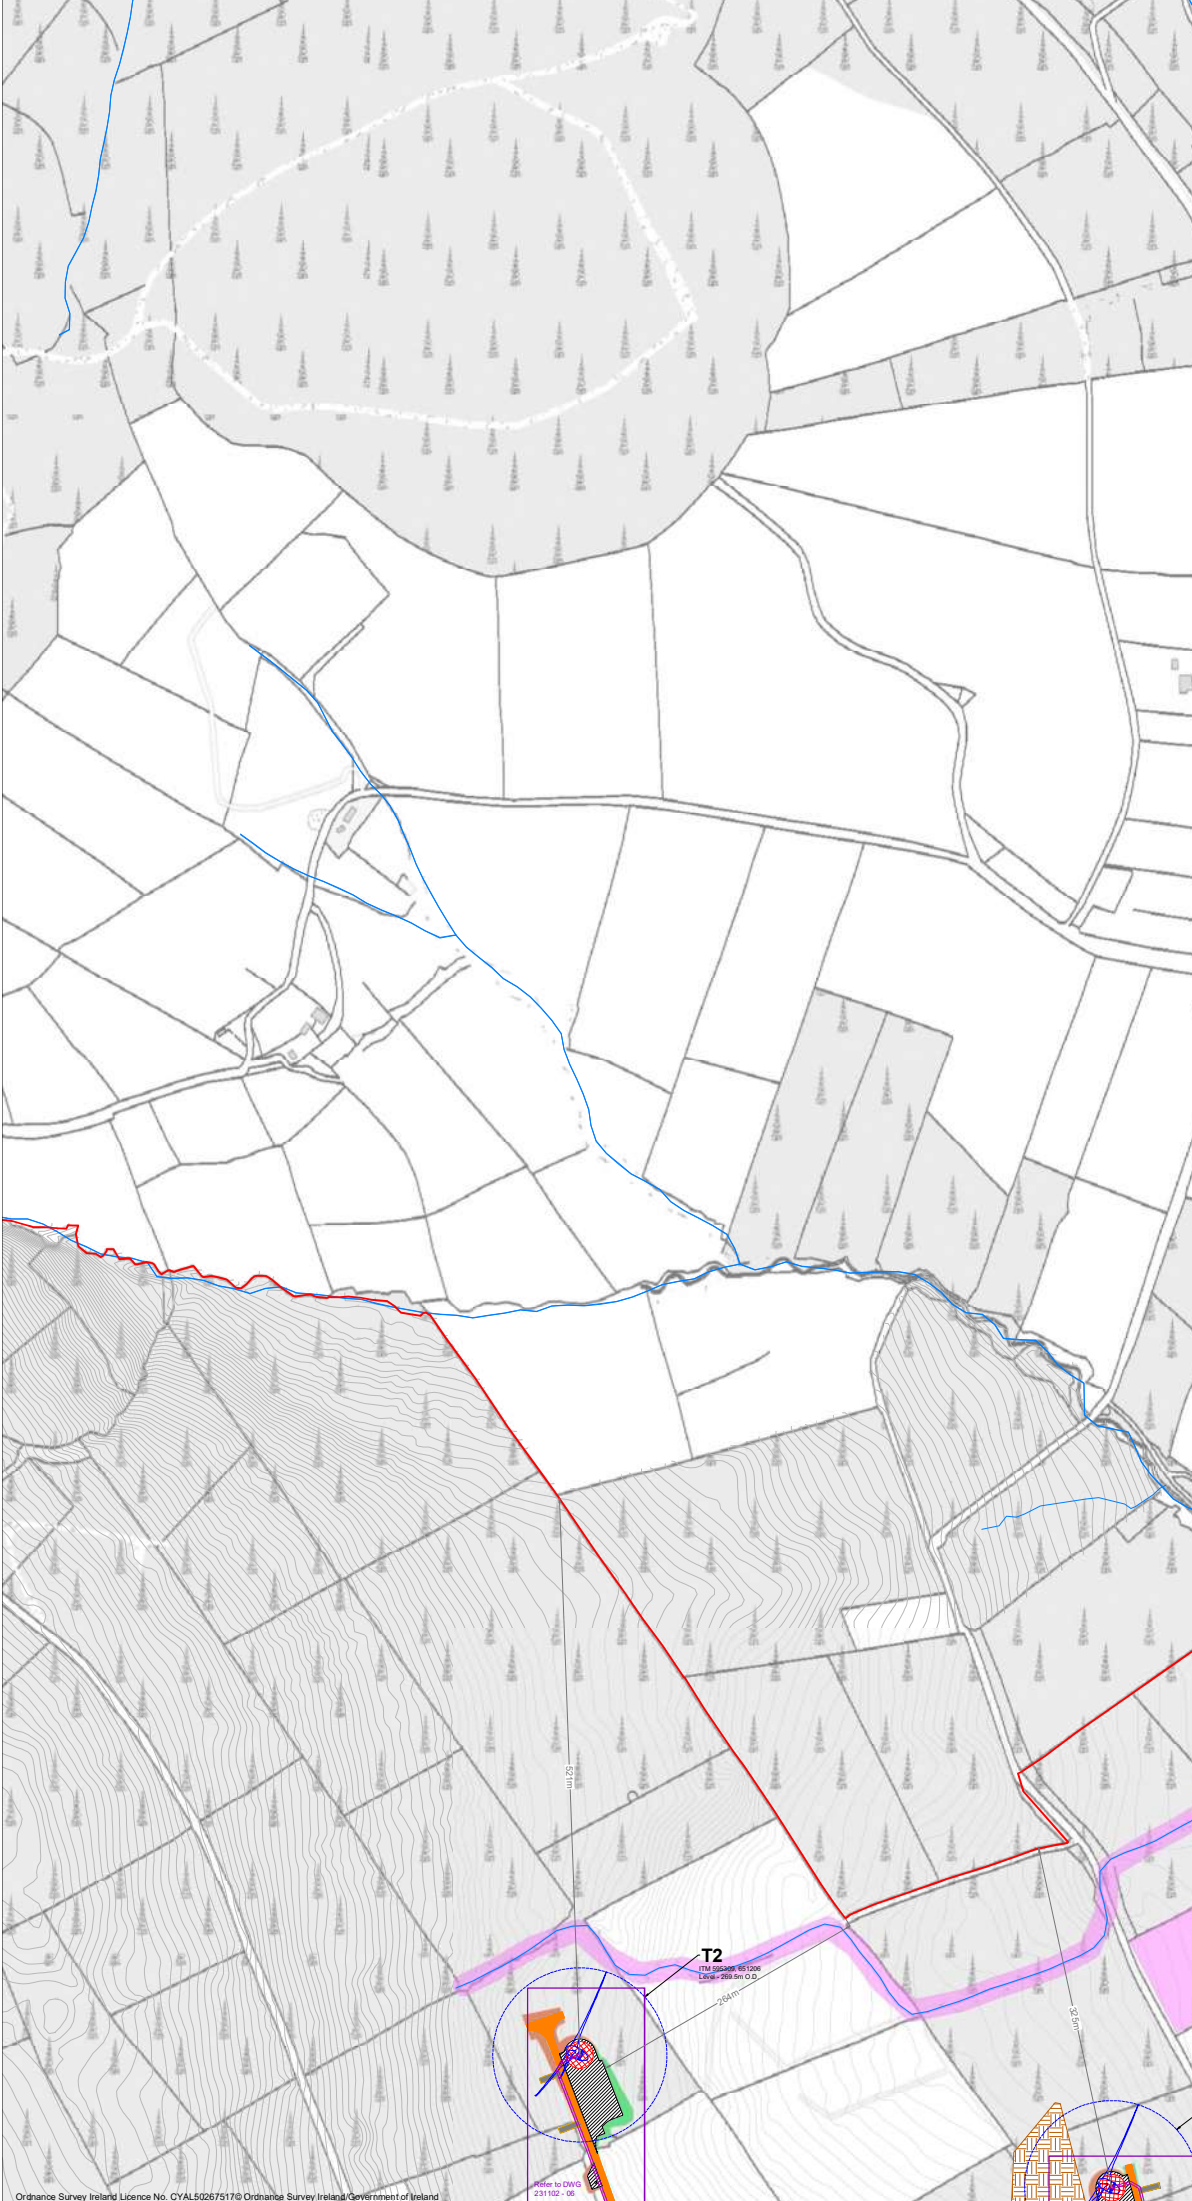 521m
T2
ITM 595309, 651206
Level - 269.5m O.D.
264m
325m
Refer to DWG
231102 - 06
Ordnance Survey Ireland Licence No. CYAL50267517© Ordnance Survey Ireland/Government of Ireland